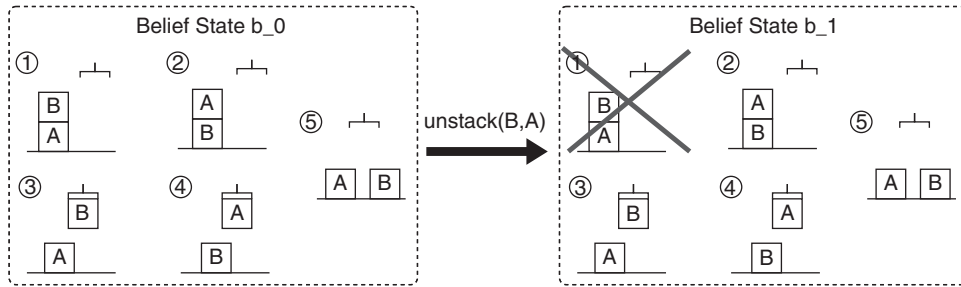 Belief State b_0
① ②
B
A
A
B
⑤
A B
③ ④
B
A
A
B
unstack(B,A)
Belief State b_1
① ②
B
A
A
B
⑤
A B
③ ④
B
A
A
B